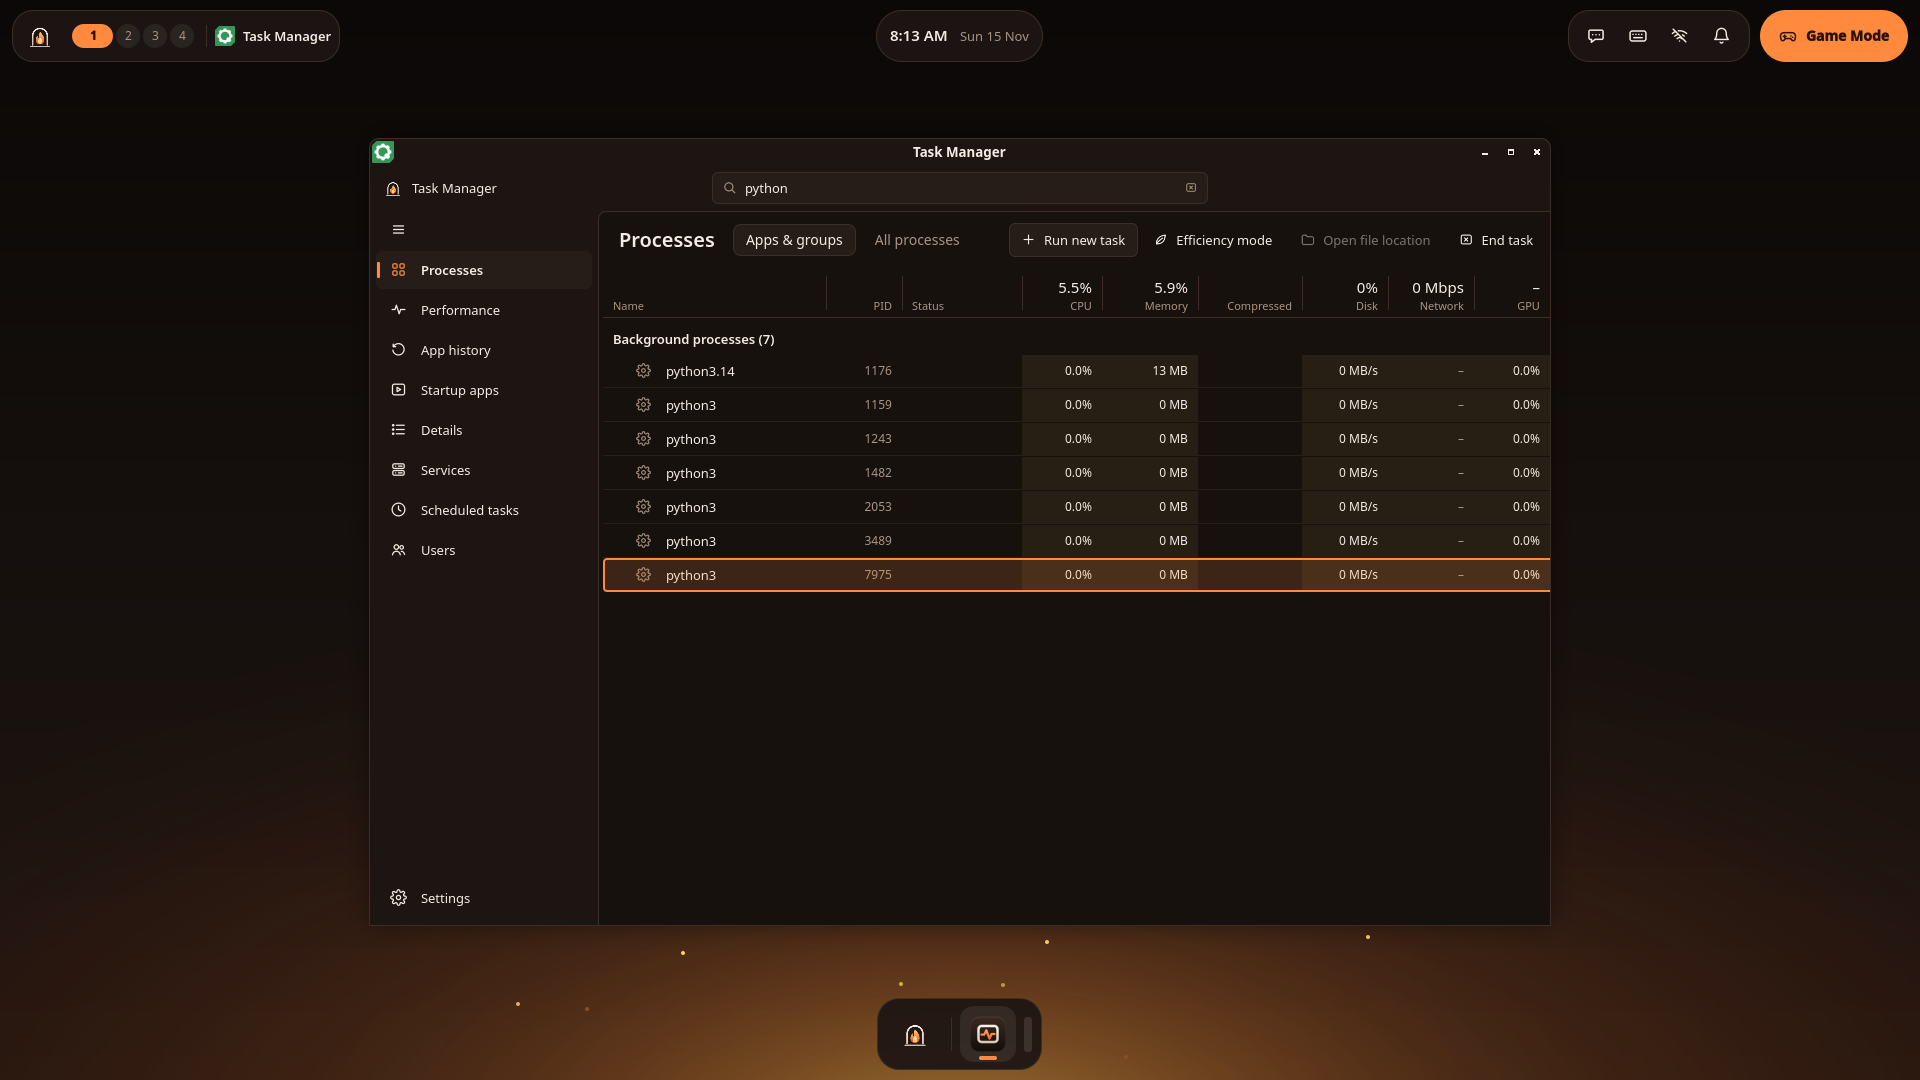 1 2 3 4 Task Manager
8:13 AM Sun 15 Nov
Game Mode
Task Manager
Task Manager
python
Processes
Performance
App history
Startup apps
Details
Services
Scheduled tasks
Users
Settings
Processes Apps & groups All processes Run new task Efficiency mode Open file location End task
5.5% 5.9% 0% 0 Mbps –
Name PID Status CPU Memory Compressed Disk Network GPU
Background processes (7)
python3.14 1176 0.0% 13 MB 0 MB/s – 0.0%
python3 1159 0.0% 0 MB 0 MB/s – 0.0%
python3 1243 0.0% 0 MB 0 MB/s – 0.0%
python3 1482 0.0% 0 MB 0 MB/s – 0.0%
python3 2053 0.0% 0 MB 0 MB/s – 0.0%
python3 3489 0.0% 0 MB 0 MB/s – 0.0%
python3 7975 0.0% 0 MB 0 MB/s – 0.0%